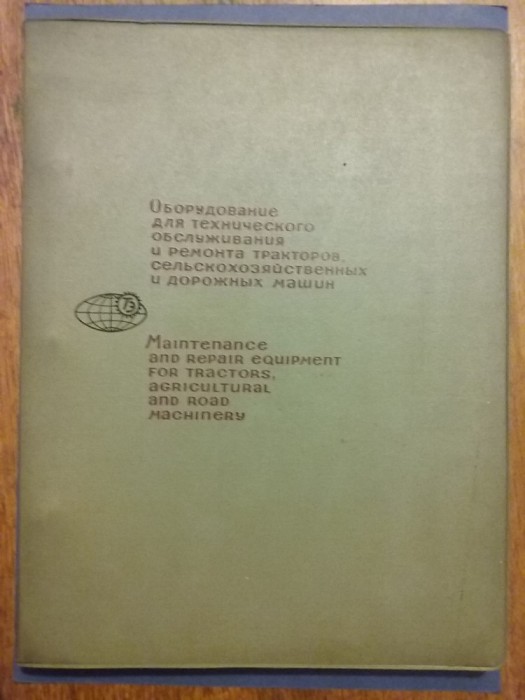 Оборудование
для технического
обслуживания
и ремонта тракторов,
сельскохозяйственных
и дорожных машин
ТЭ
Maintenance
and repair equipment
for tractors,
agricultural
and road
machinery